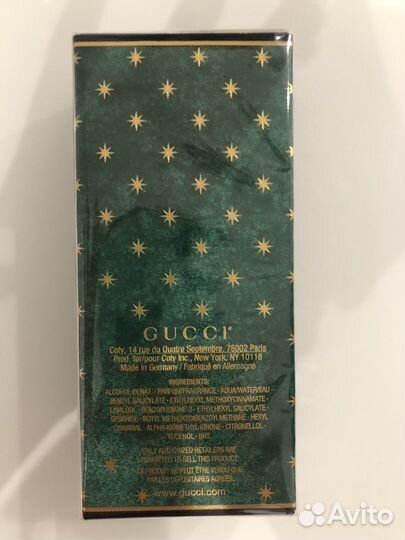 GUCCI
Coty, 14 rue du Quatre Septembre, 75002 Paris
Prod. for/pour Coty Inc., New York, NY 10118
Made in Germany / Fabriqué en Allemagne
INGREDIENTS:
ALCOHOL DENAT. - PARFUM/FRAGRANCE - AQUA/WATER/EAU -
BENZYL SALICYLATE - ETHYLHEXYL METHOXYCINNAMATE -
LINALOOL - BENZOPHENONE-3 - ETHYLHEXYL SALICYLATE -
GERANIOL - BUTYL METHOXYDIBENZOYLMETHANE - HEXYL
CINNAMAL - ALPHA-ISOMETHYL IONONE - CITRONELLOL -
EUGENOL - BHT.
ONLY AUTHORIZED RETAILERS ARE
PERMITTED TO SELL THIS PRODUCT.
CE PRODUIT NE PEUT ÊTRE VENDU QUE
PAR LES DÉPOSITAIRES AGRÉÉS.
www.gucci.com
Avito